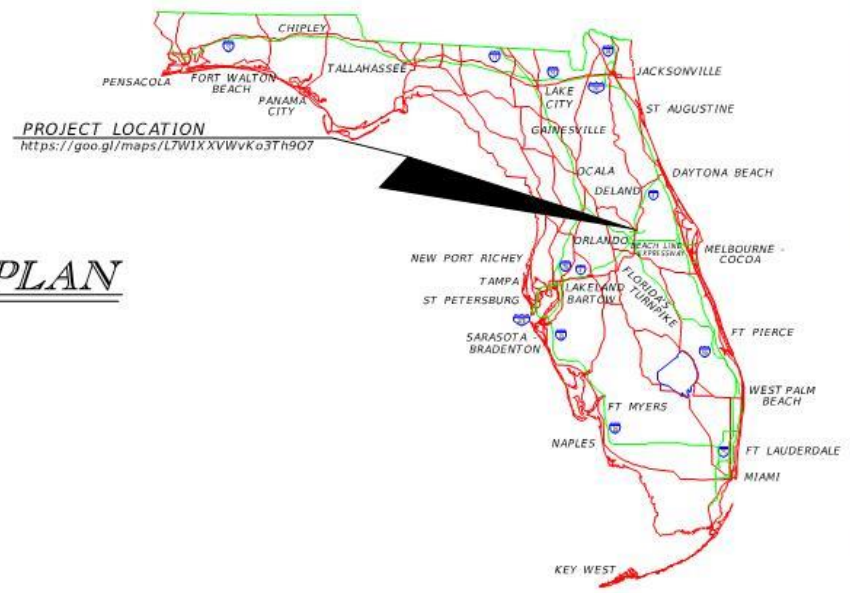 CHIPLEY
PENSACOLA
FORT WALTON
BEACH
PANAMA
CITY
TALLAHASSEE
LAKE
CITY
JACKSONVILLE
ST AUGUSTINE
GAINESVILLE
PROJECT LOCATION
https://goo.gl/maps/L7W1XXVWvKo3Th9Q7
OCALA
DELAND
DAYTONA BEACH
PLAN
ORLANDO
BEACH LINE
EXPRESSWAY
MELBOURNE -
COCOA
NEW PORT RICHEY
TAMPA
ST PETERSBURG
LAKELAND
BARTOW
FLORIDA'S
TURNPIKE
SARASOTA -
BRADENTON
FT PIERCE
WEST PALM
BEACH
FT MYERS
NAPLES
FT LAUDERDALE
MIAMI
KEY WEST